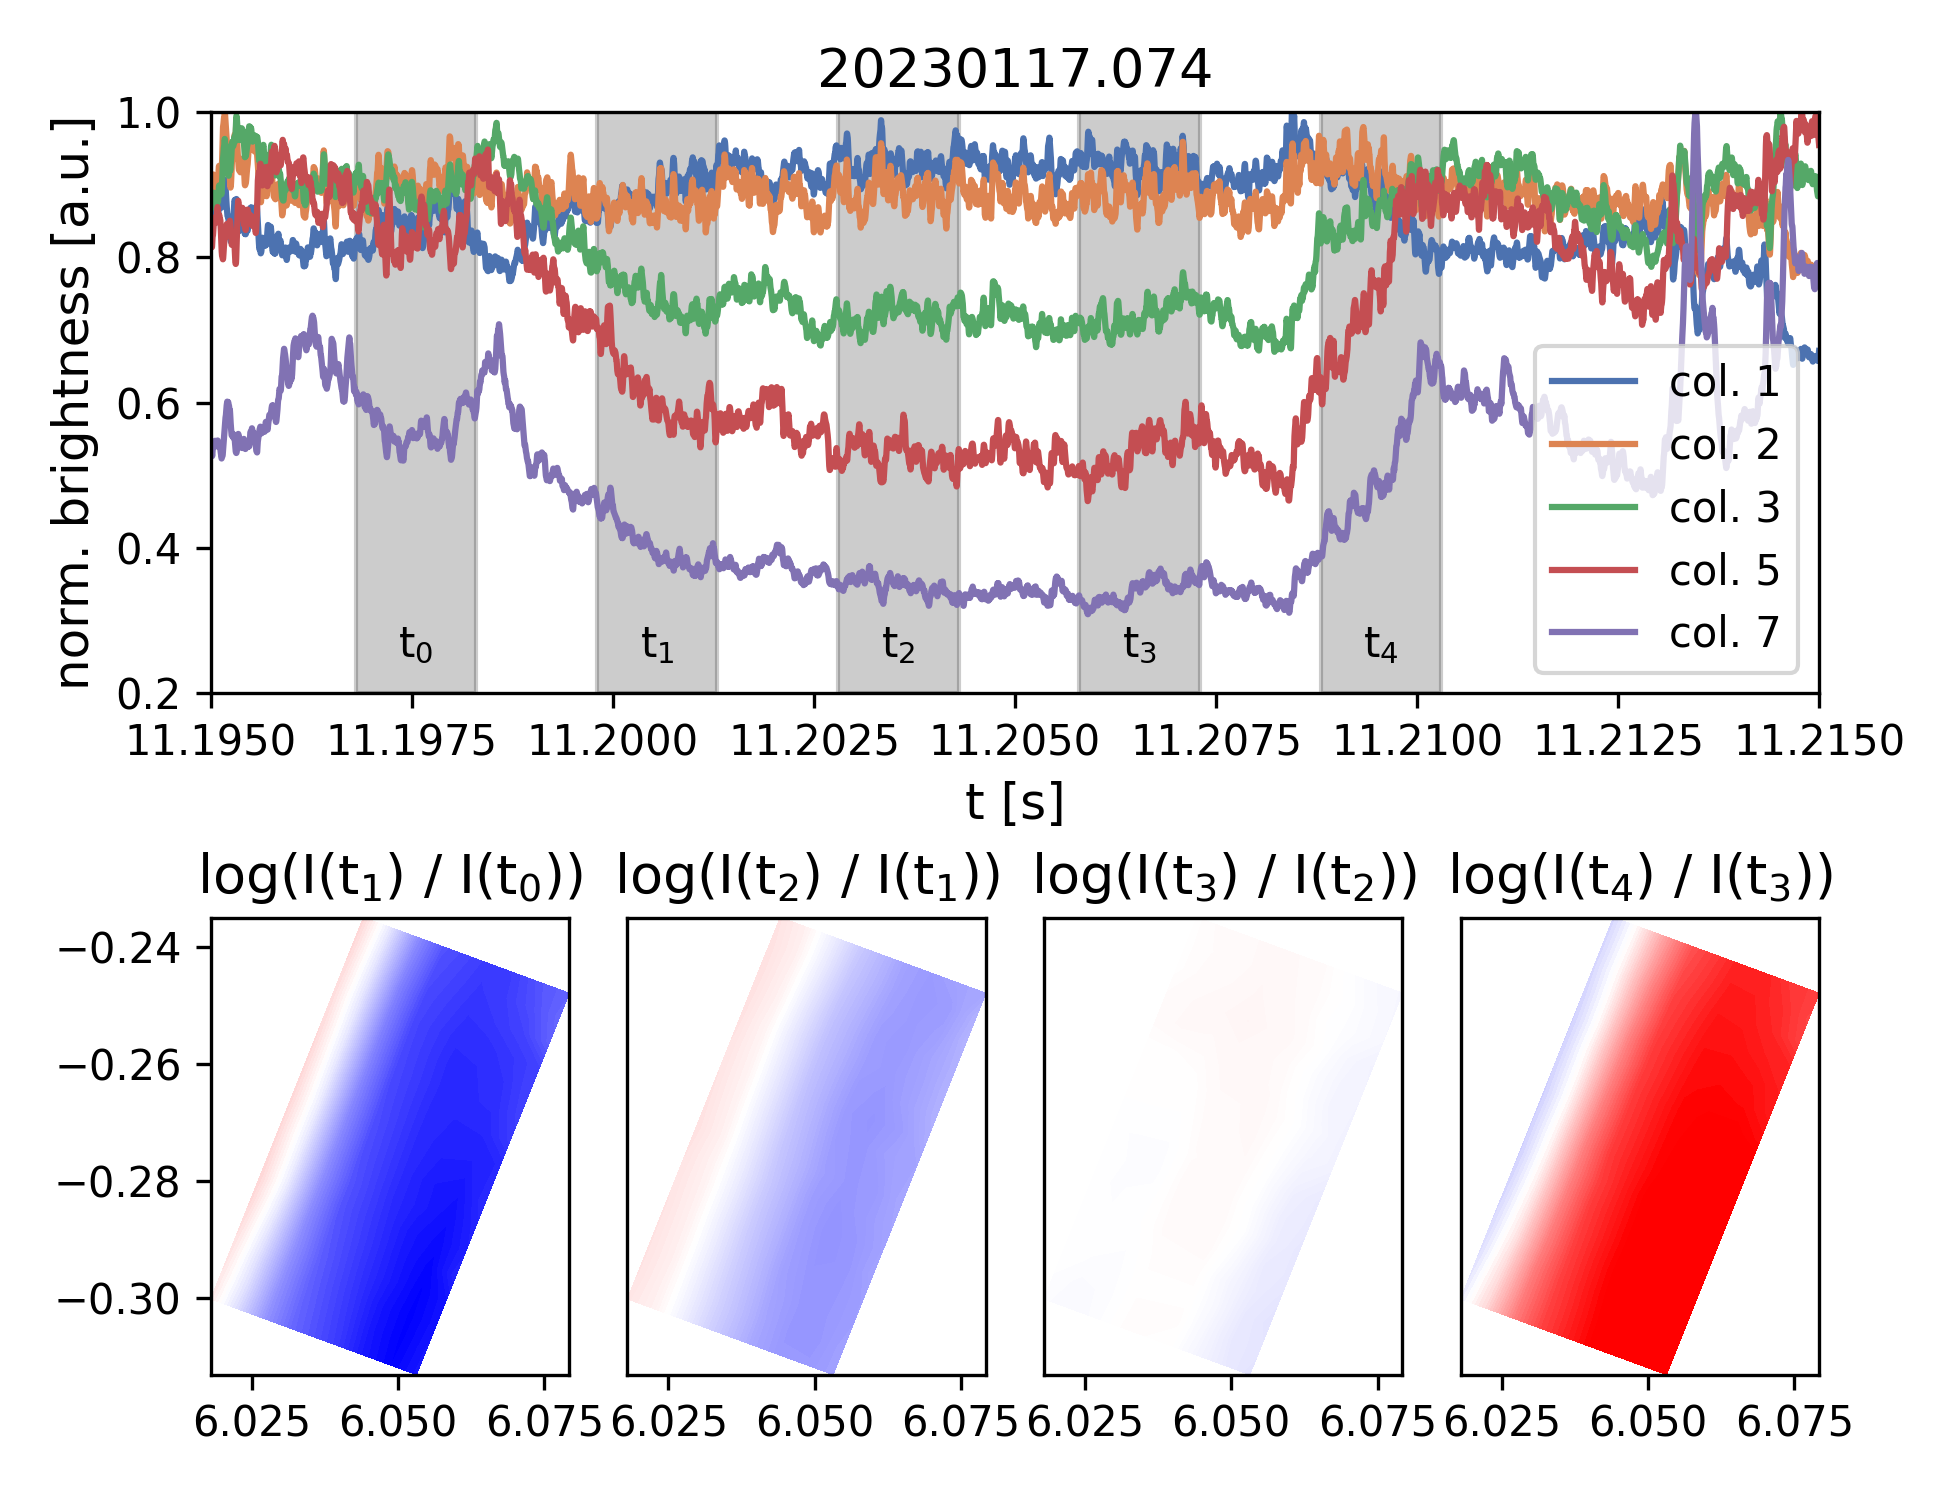 20230117.074
norm. brightness [a.u.]
1.0
0.8
0.6
0.4
0.2
t₀ t₁ t₂ t₃ t₄
col. 1
col. 2
col. 3
col. 5
col. 7
11.1950 11.1975 11.2000 11.2025 11.2050 11.2075 11.2100 11.2125 11.2150
t [s]
log(I(t₁) / I(t₀)) log(I(t₂) / I(t₁)) log(I(t₃) / I(t₂)) log(I(t₄) / I(t₃))
−0.24
−0.26
−0.28
−0.30
6.025 6.050 6.075 6.025 6.050 6.075 6.025 6.050 6.075 6.025 6.050 6.075